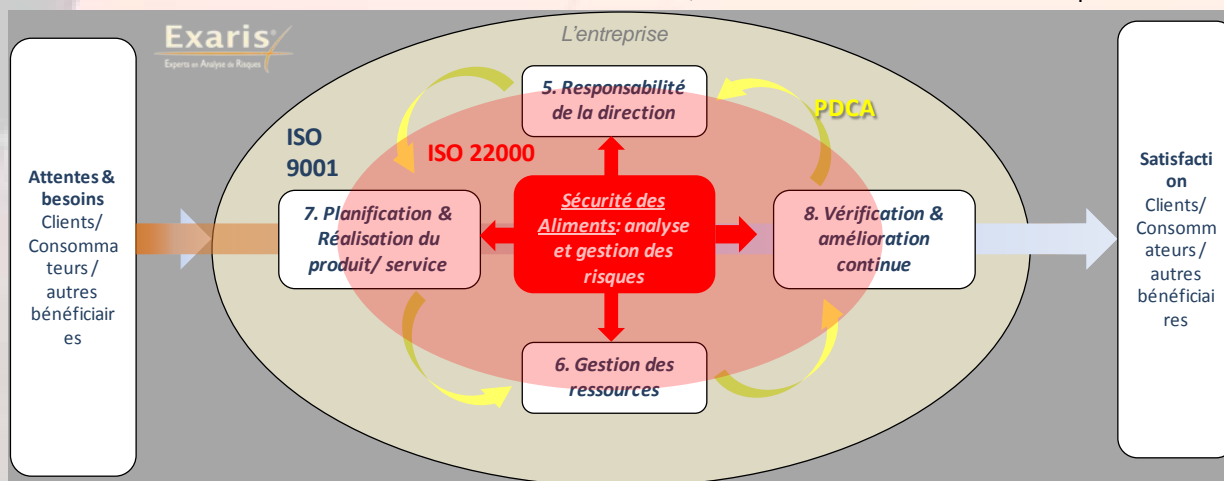 Exaris
Experts en Analyse de Risques
L'entreprise
5. Responsabilité
de la direction
PDCA
ISO
9001
ISO 22000
Attentes &
besoins
Clients/
Consomma
teurs /
autres
bénéficiair
es
7. Planification &
Réalisation du
produit/ service
Sécurité des
Aliments: analyse
et gestion des
risques
8. Vérification &
amélioration
continue
Satisfacti
on
Clients/
Consomm
ateurs /
autres
bénéficiai
res
6. Gestion des
ressources